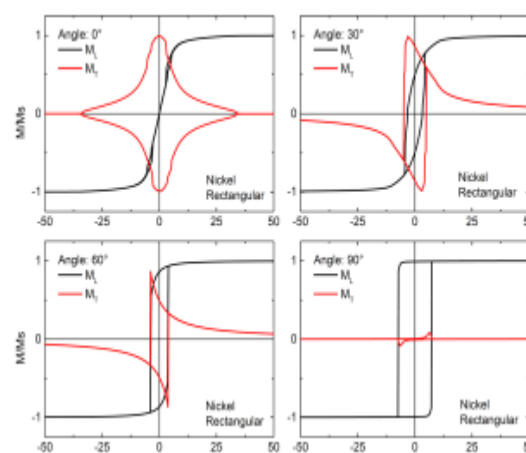 Angle: 0°
M_L
M_T
Nickel
Rectangular
M/Ms
1
0
-1
-50 -25 0 25 50
Angle: 30°
M_L
M_T
Nickel
Rectangular
1
0
-1
-50 -25 0 25 50
Angle: 60°
M_L
M_T
Nickel
Rectangular
M/Ms
1
0
-1
-50 -25 0 25 50
Angle: 90°
M_L
M_T
Nickel
Rectangular
1
0
-1
-50 -25 0 25 50